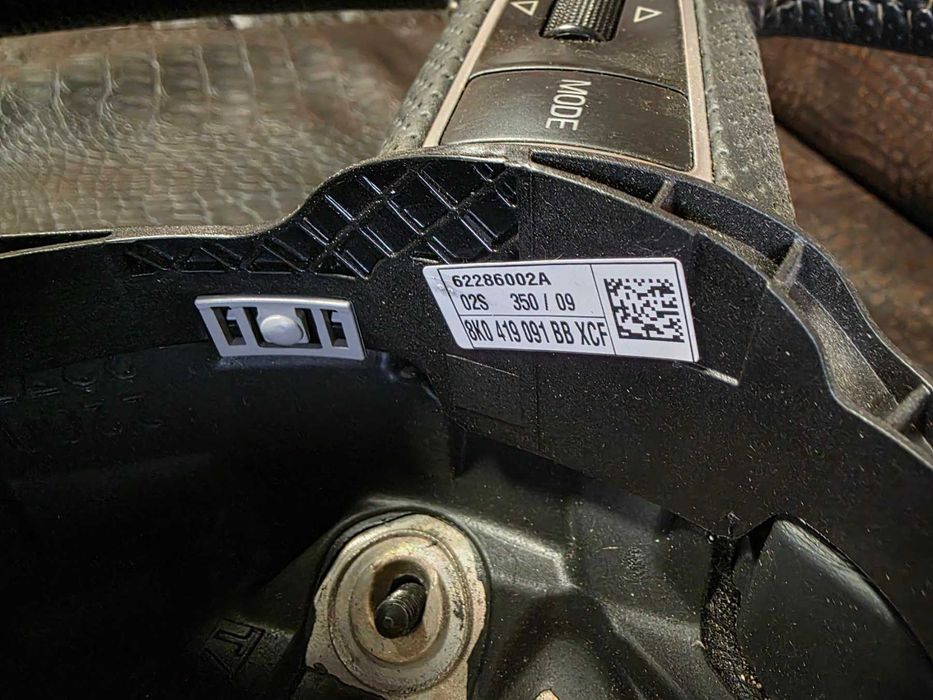 MODE
62286002A
02S 350 / 09
8K0 419 091 BB XCF